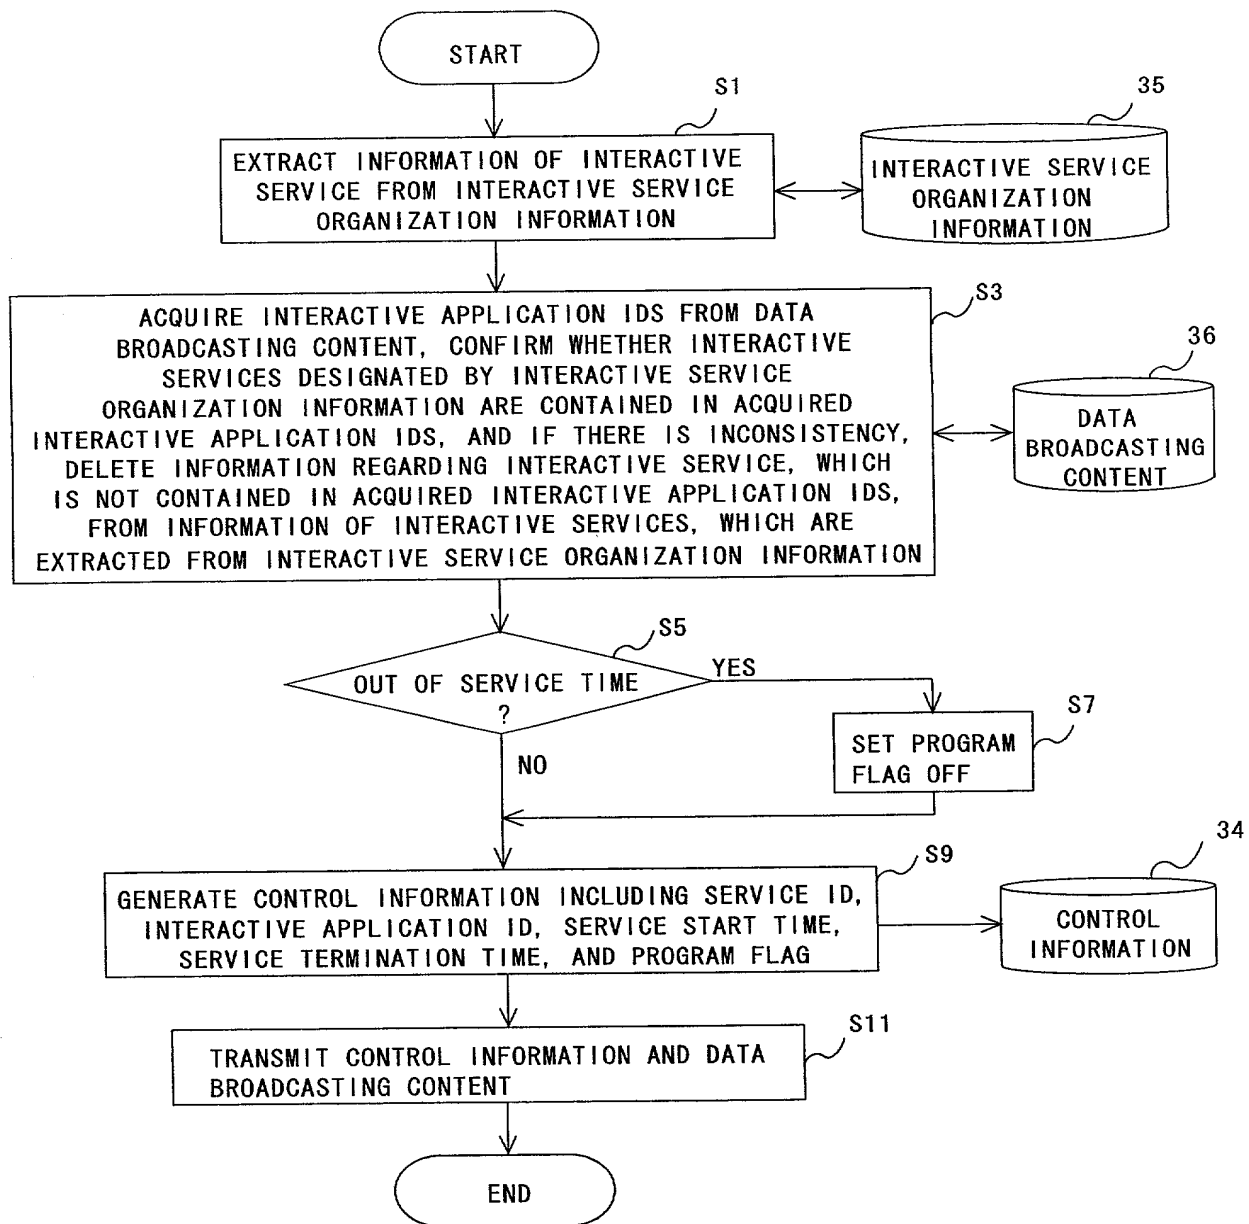 START
S1
35
EXTRACT INFORMATION OF INTERACTIVE
SERVICE FROM INTERACTIVE SERVICE
ORGANIZATION INFORMATION
INTERACTIVE SERVICE
ORGANIZATION
INFORMATION
S3
ACQUIRE INTERACTIVE APPLICATION IDS FROM DATA
BROADCASTING CONTENT, CONFIRM WHETHER INTERACTIVE
SERVICES DESIGNATED BY INTERACTIVE SERVICE
ORGANIZATION INFORMATION ARE CONTAINED IN ACQUIRED
INTERACTIVE APPLICATION IDS, AND IF THERE IS INCONSISTENCY,
DELETE INFORMATION REGARDING INTERACTIVE SERVICE, WHICH
IS NOT CONTAINED IN ACQUIRED INTERACTIVE APPLICATION IDS,
FROM INFORMATION OF INTERACTIVE SERVICES, WHICH ARE
EXTRACTED FROM INTERACTIVE SERVICE ORGANIZATION INFORMATION
36
DATA
BROADCASTING
CONTENT
S5
OUT OF SERVICE TIME
?
YES
NO
S7
SET PROGRAM
FLAG OFF
S9
34
GENERATE CONTROL INFORMATION INCLUDING SERVICE ID,
INTERACTIVE APPLICATION ID, SERVICE START TIME,
SERVICE TERMINATION TIME, AND PROGRAM FLAG
CONTROL
INFORMATION
S11
TRANSMIT CONTROL INFORMATION AND DATA
BROADCASTING CONTENT
END